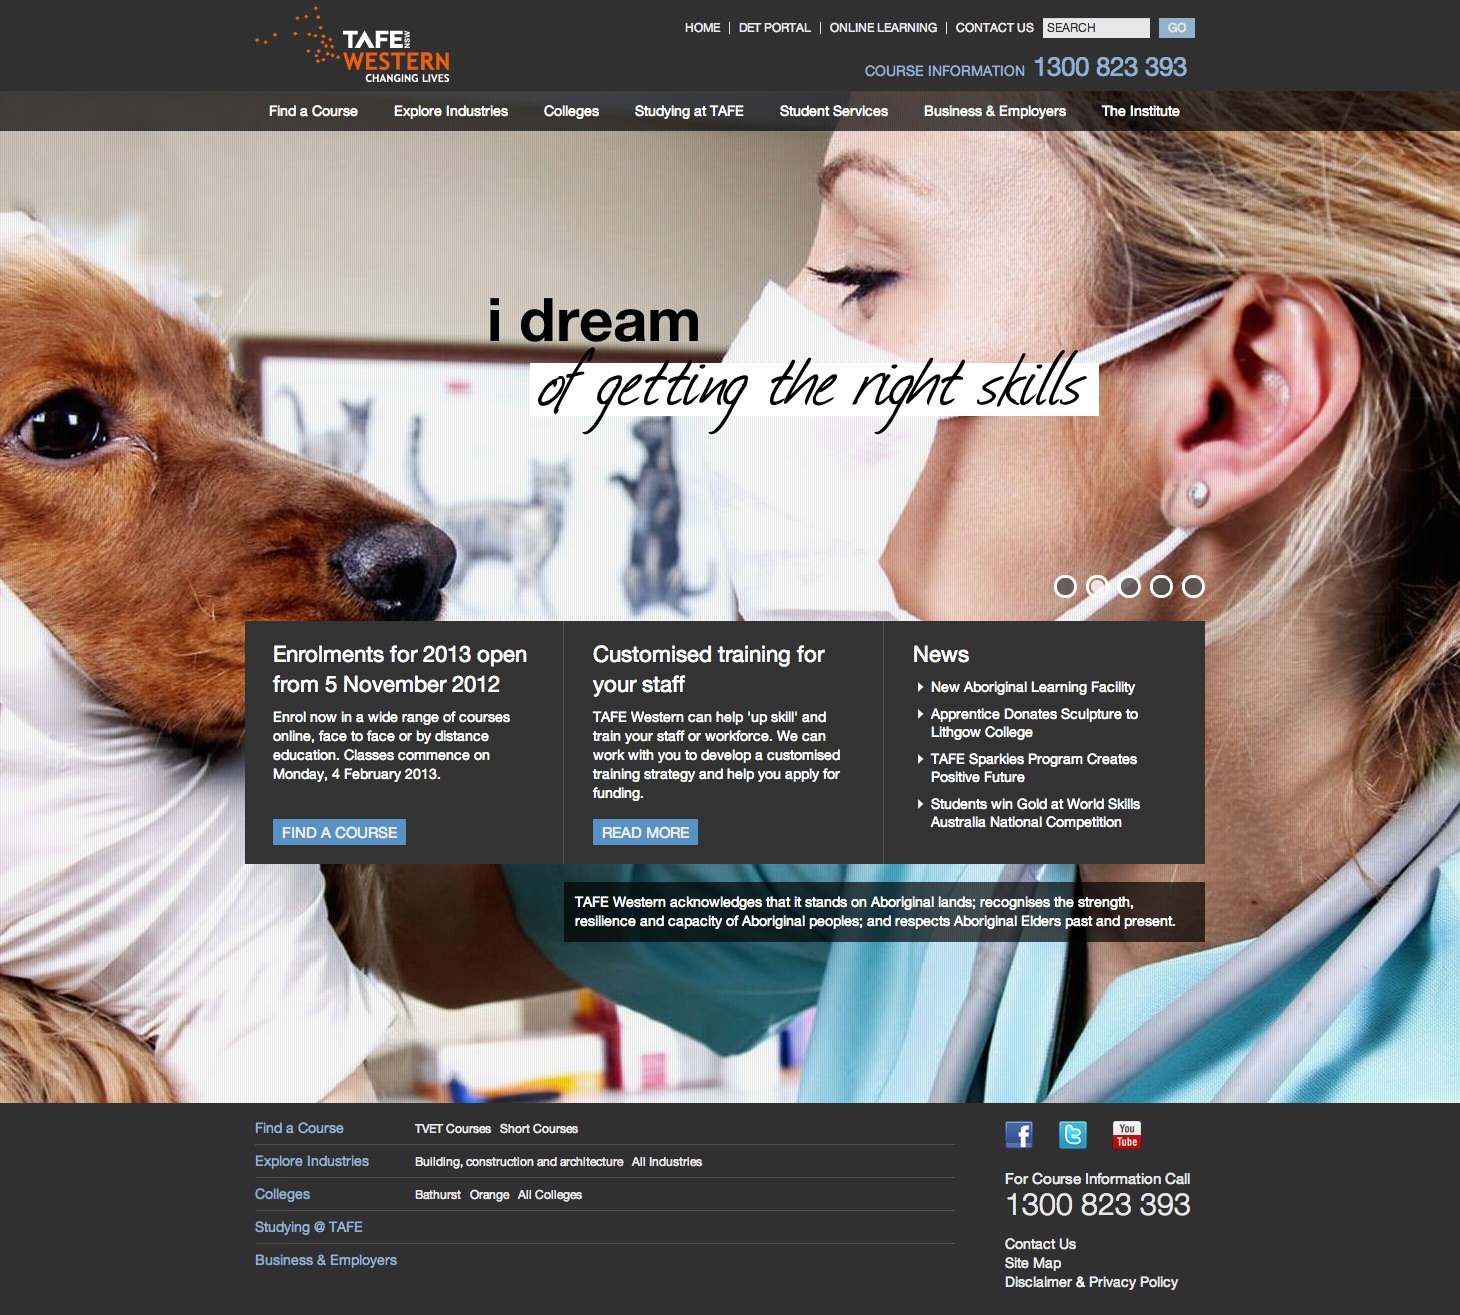 TAFE NSW
WESTERN
CHANGING LIVES
HOME DET PORTAL ONLINE LEARNING CONTACT US SEARCH GO
COURSE INFORMATION 1300 823 393
Find a Course Explore Industries Colleges Studying at TAFE Student Services Business & Employers The Institute
i dream
of getting the right skills
Enrolments for 2013 open
from 5 November 2012
Enrol now in a wide range of courses
online, face to face or by distance
education. Classes commence on
Monday, 4 February 2013.
FIND A COURSE
Customised training for
your staff
TAFE Western can help 'up skill' and
train your staff or workforce. We can
work with you to develop a customised
training strategy and help you apply for
funding.
READ MORE
News
New Aboriginal Learning Facility
Apprentice Donates Sculpture to
Lithgow College
TAFE Sparkles Program Creates
Positive Future
Students win Gold at World Skills
Australia National Competition
TAFE Western acknowledges that it stands on Aboriginal lands; recognises the strength,
resilience and capacity of Aboriginal peoples; and respects Aboriginal Elders past and present.
Find a Course TVET Courses Short Courses
Explore Industries Building, construction and architecture All Industries
Colleges Bathurst Orange All Colleges
Studying @ TAFE
Business & Employers
f t You Tube
For Course Information Call
1300 823 393
Contact Us
Site Map
Disclaimer & Privacy Policy